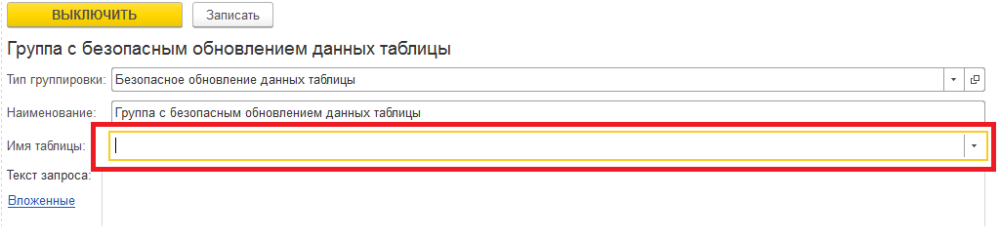 ВЫКЛЮЧИТЬ Записать
Группа с безопасным обновлением данных таблицы
Тип группировки: Безопасное обновление данных таблицы
Наименование: Группа с безопасным обновлением данных таблицы
Имя таблицы:
Текст запроса:
Вложенные